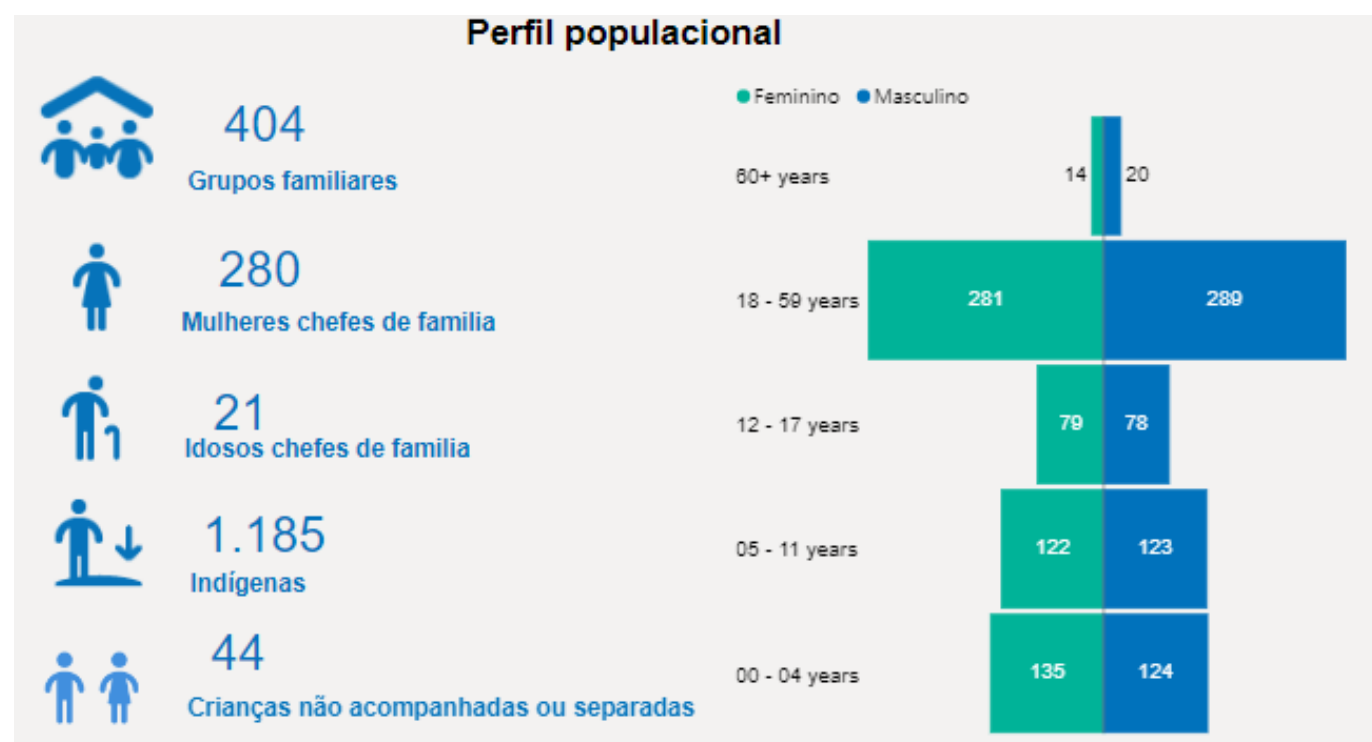 Perfil populacional
404
Grupos familiares
280
Mulheres chefes de familia
21
Idosos chefes de familia
1.185
Indígenas
44
Crianças não acompanhadas ou separadas
Feminino Masculino
60+ years 14 20
18 - 59 years 281 289
12 - 17 years 79 78
05 - 11 years 122 123
00 - 04 years 135 124